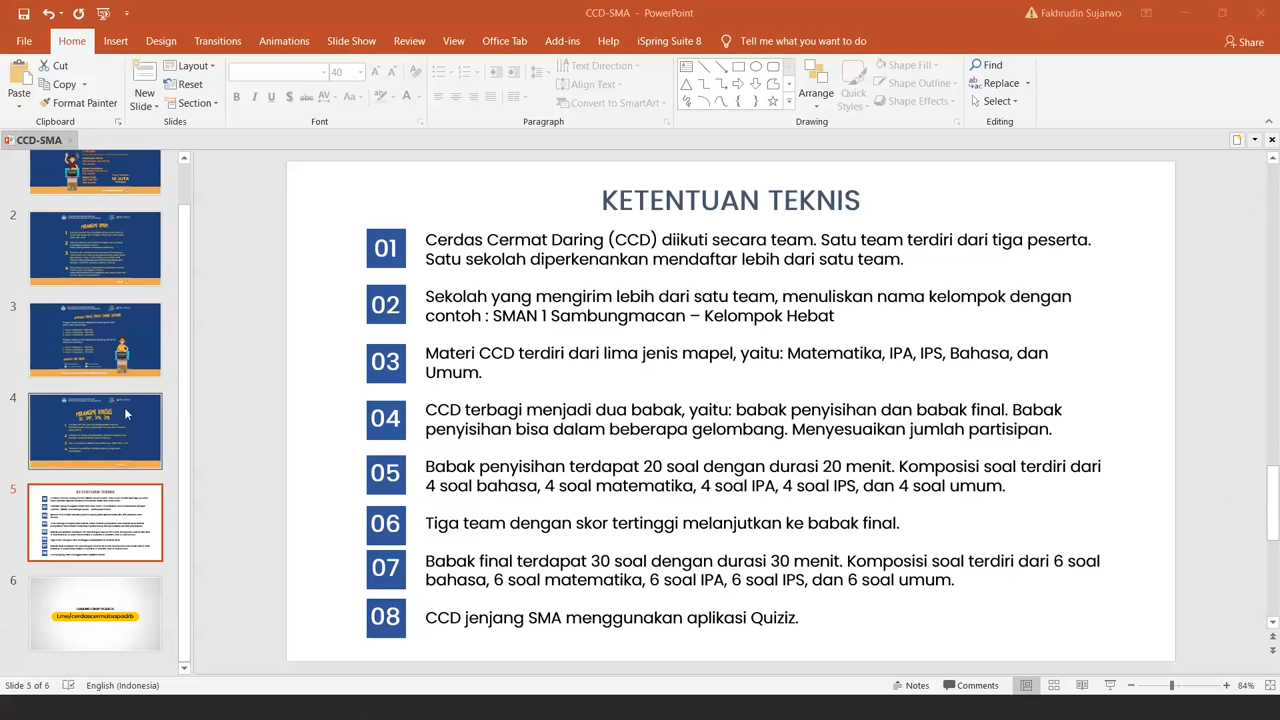 CCD-SMA - PowerPoint
Fakhrudin Sujarwo
File Home Insert Design Transitions Animations Slide Show Review View Office Tab Add-ins Help iSpring Suite 8 Tell me what you want to do Share
Paste Cut Copy Format Painter
Clipboard
New Slide Layout Reset Section
Slides
40
Font
Text Direction Align Text Convert to SmartArt
Paragraph
Arrange Quick Styles Shape Fill Shape Outline Shape Effects
Drawing
Find Replace Select
Editing
CCD-SMA
2
3
4
5
KETENTUAN TEKNIS
6
t.me/cerdascermatsapadrb
KETENTUAN TEKNIS
01 Cerdas Cermat Daring (CCD) diikuti secara team. Satu team terdiri dari tiga peserta.
Satu sekolah diperkenankan mendaftar lebih dari satu team.
02 Sekolah yang mengirim lebih dari satu team menuliskan nama kelompok dengan
contoh : SMAN 1 Sambungmacan – Kelompok Hebat
03 Materi CCD terdiri dari lima jenis mapel, yaitu Matematika, IPA, IPS, Bahasa, dan
Umum.
04 CCD terbagi menjadi dua babak, yaitu: babak penyisihan dan babak final. Babak
penyisihan dalam beberapa gelombang menyesuaikan jumlah partisipan.
05 Babak penyisihan terdapat 20 soal dengan durasi 20 menit. Komposisi soal terdiri dari
4 soal bahasa, 4 soal matematika, 4 soal IPA, 4 soal IPS, dan 4 soal umum.
06 Tiga team dengan skor tertinggi melanjutkan ke babak final.
07 Babak final terdapat 30 soal dengan durasi 30 menit. Komposisi soal terdiri dari 6 soal
bahasa, 6 soal matematika, 6 soal IPA, 6 soal IPS, dan 6 soal umum.
08 CCD jenjang SMA menggunakan aplikasi Quiziz.
Slide 5 of 6 English (Indonesia) Notes Comments 84%